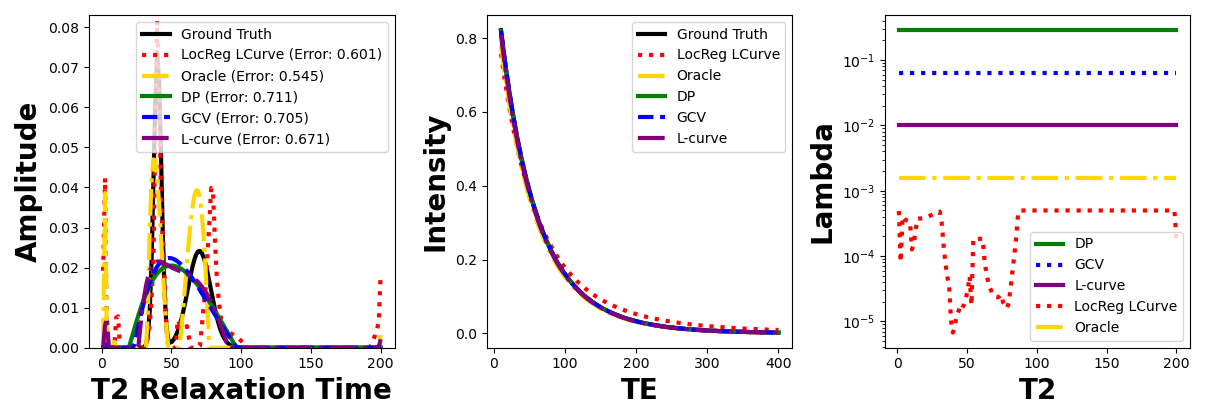 0.08
0.07
0.06
0.05
0.04
0.03
0.02
0.01
0.00
Amplitude
Ground Truth
LocReg LCurve (Error: 0.601)
Oracle (Error: 0.545)
DP (Error: 0.711)
GCV (Error: 0.705)
L-curve (Error: 0.671)
0 50 100 150 200
T2 Relaxation Time
0.8
0.6
0.4
0.2
0.0
Intensity
Ground Truth
LocReg LCurve
Oracle
DP
GCV
L-curve
0 100 200 300 400
TE
10⁻¹
10⁻²
10⁻³
10⁻⁴
10⁻⁵
Lambda
DP
GCV
L-curve
LocReg LCurve
Oracle
0 50 100 150 200
T2